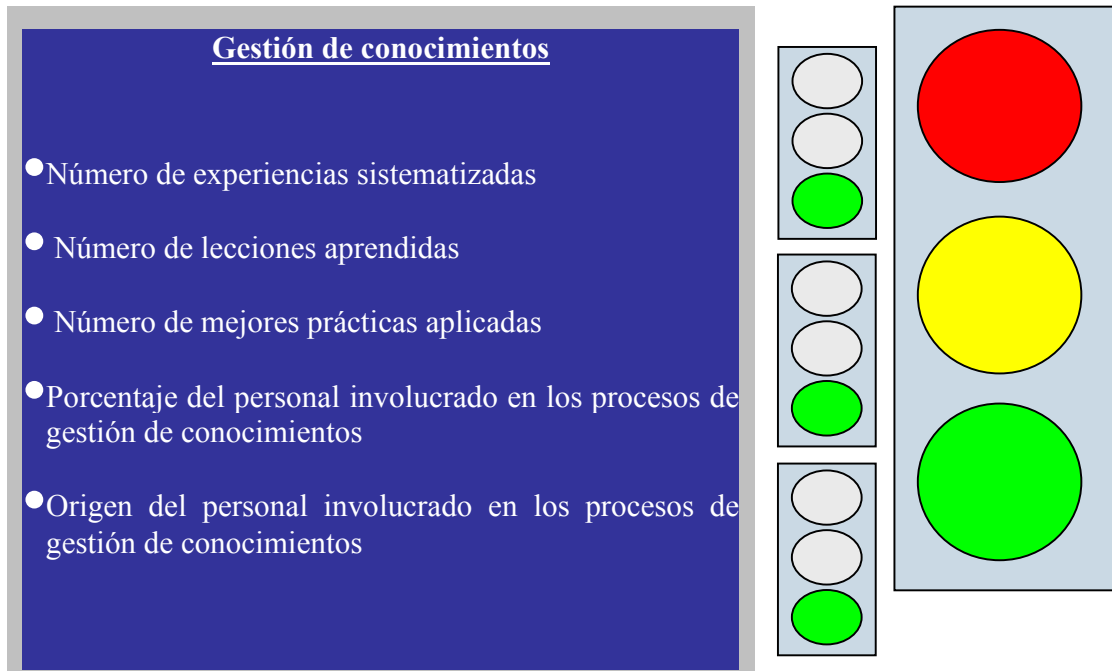 Gestión de conocimientos
●Número de experiencias sistematizadas
● Número de lecciones aprendidas
● Número de mejores prácticas aplicadas
●Porcentaje del personal involucrado en los procesos de
gestión de conocimientos
●Origen del personal involucrado en los procesos de
gestión de conocimientos